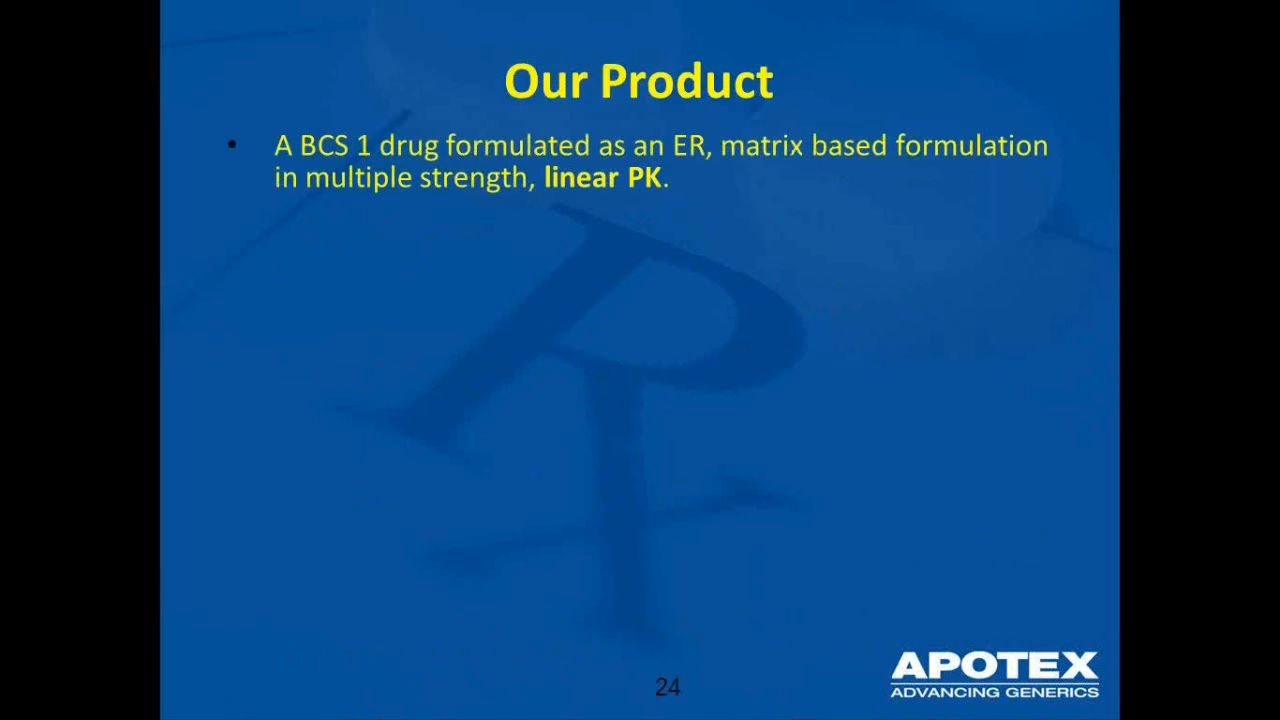 Our Product
• A BCS 1 drug formulated as an ER, matrix based formulation
in multiple strength, linear PK.
24
APOTEX
ADVANCING GENERICS